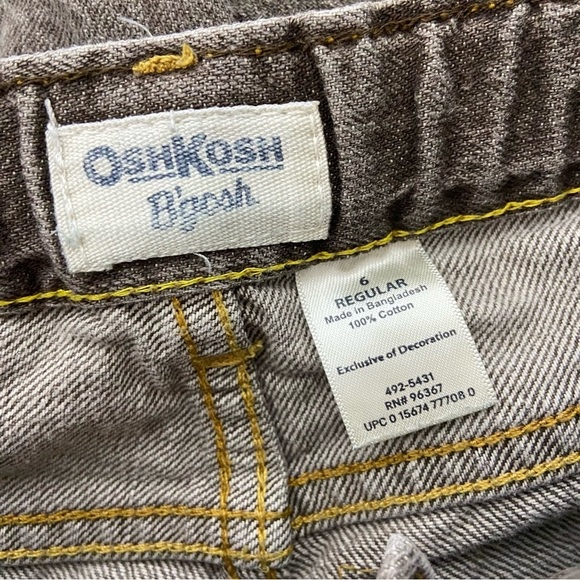 OSHKOSH
B'gosh
6
REGULAR
Made in Bangladesh
100% Cotton
Exclusive of Decoration
492-5431
RN# 96367
UPC 0 15674 77708 0